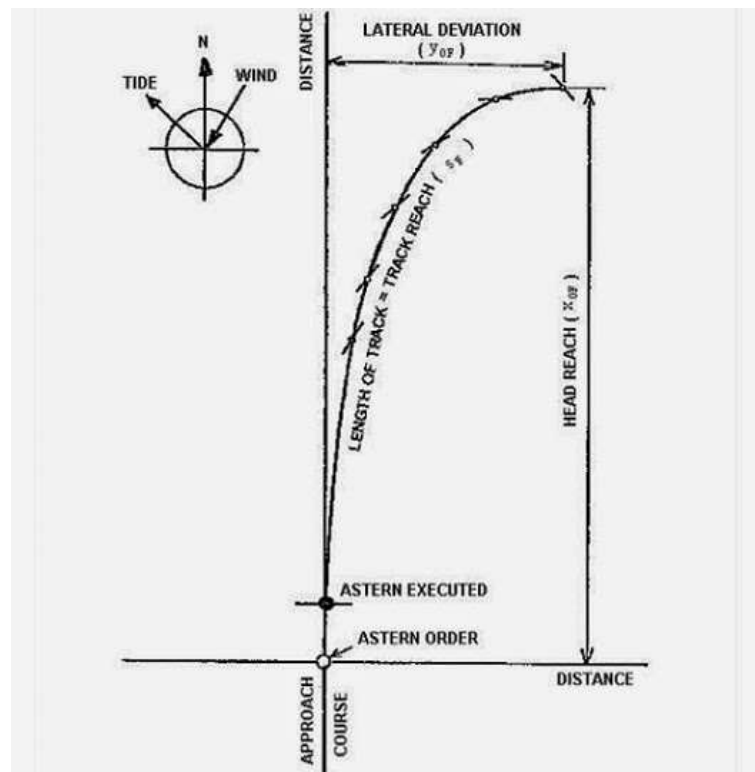 LATERAL DEVIATION
( y0F )
DISTANCE
N
TIDE
WIND
LENGTH OF TRACK = TRACK REACH ( sF )
HEAD REACH ( X0F )
ASTERN EXECUTED
ASTERN ORDER
DISTANCE
APPROACH
COURSE